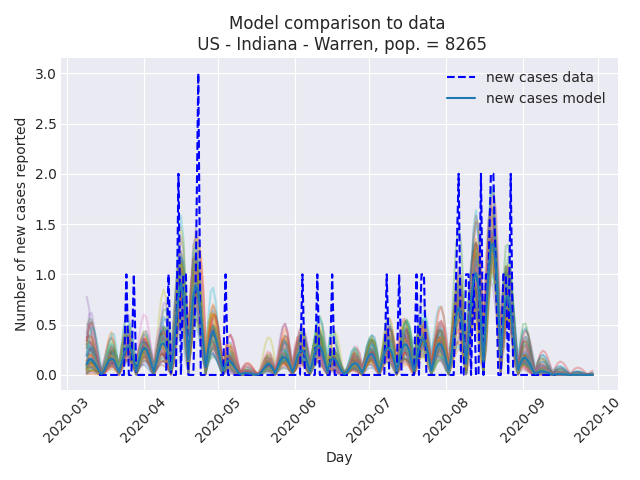 Model comparison to data
US - Indiana - Warren, pop. = 8265
new cases data
new cases model
Number of new cases reported
3.0
2.5
2.0
1.5
1.0
0.5
0.0
2020-03
2020-04
2020-05
2020-06
2020-07
2020-08
2020-09
2020-10
Day